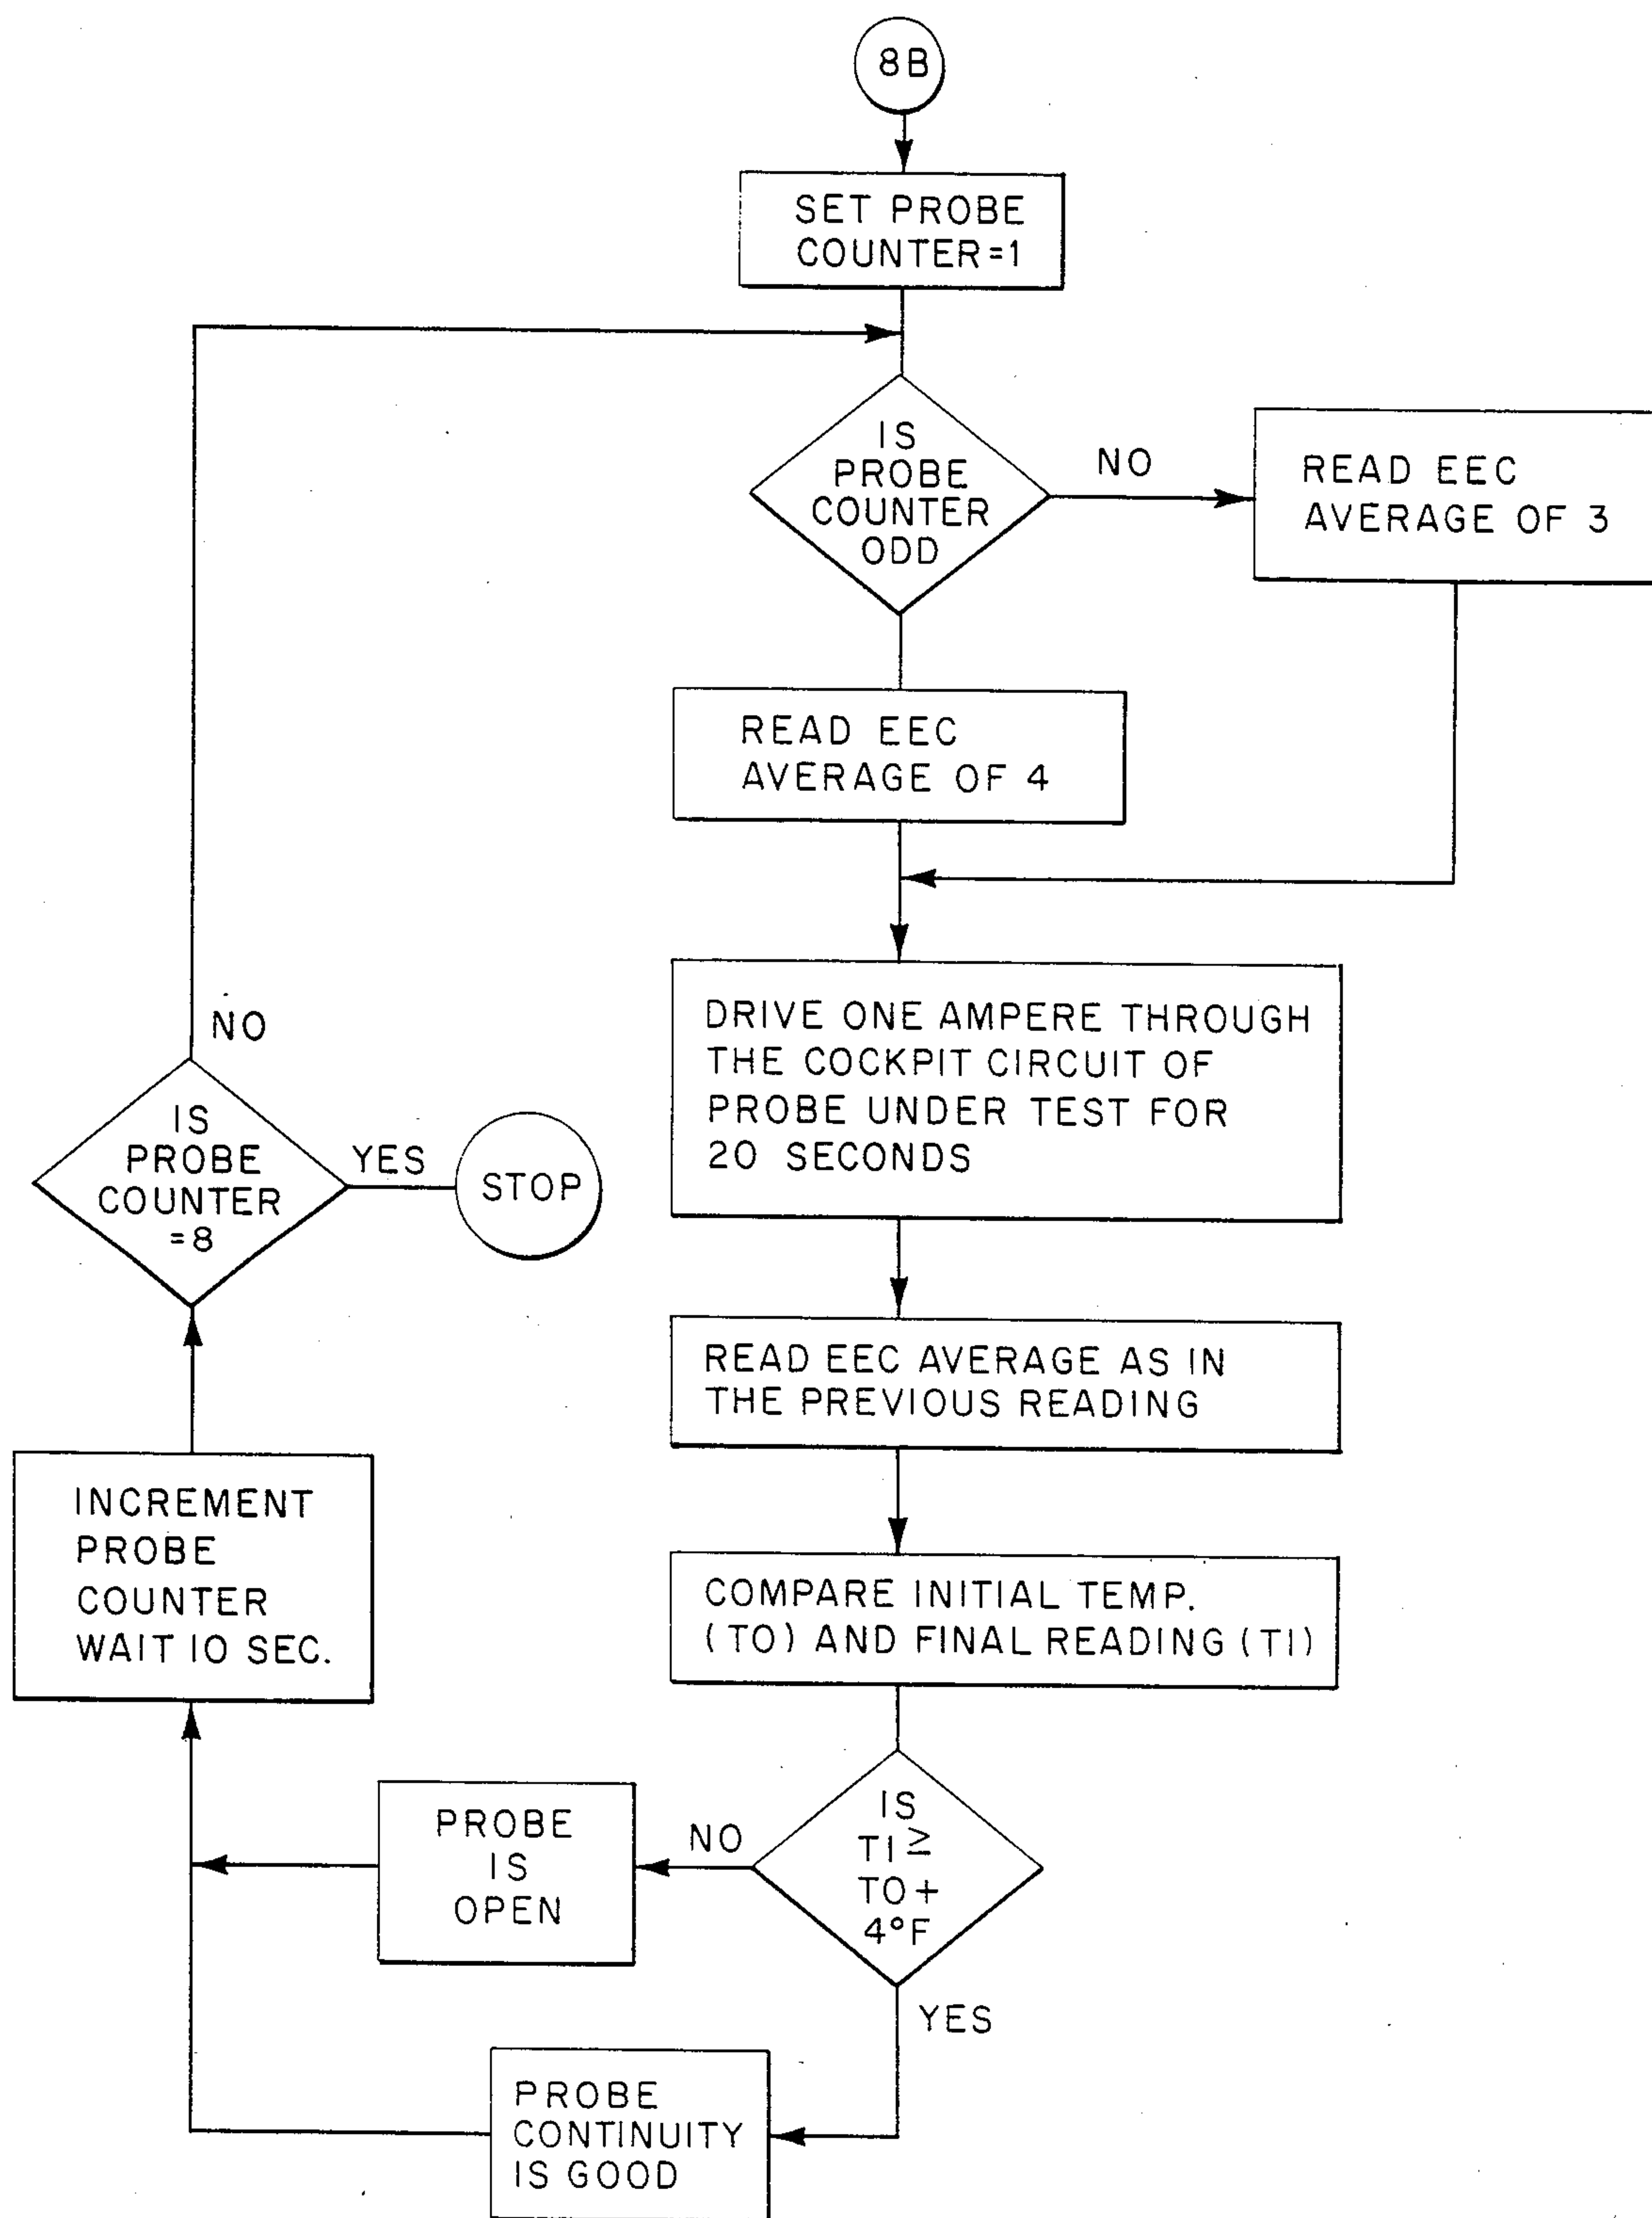 8B
SET PROBE
COUNTER=1
IS
PROBE
COUNTER
ODD
NO
READ EEC
AVERAGE OF 3
READ EEC
AVERAGE OF 4
DRIVE ONE AMPERE THROUGH
THE COCKPIT CIRCUIT OF
PROBE UNDER TEST FOR
20 SECONDS
READ EEC AVERAGE AS IN
THE PREVIOUS READING
COMPARE INITIAL TEMP.
(TO) AND FINAL READING (TI)
IS
TI ≥
TO +
4°F
NO
PROBE
IS
OPEN
YES
PROBE
CONTINUITY
IS GOOD
INCREMENT
PROBE
COUNTER
WAIT 10 SEC.
IS
PROBE
COUNTER
=8
YES
STOP
NO